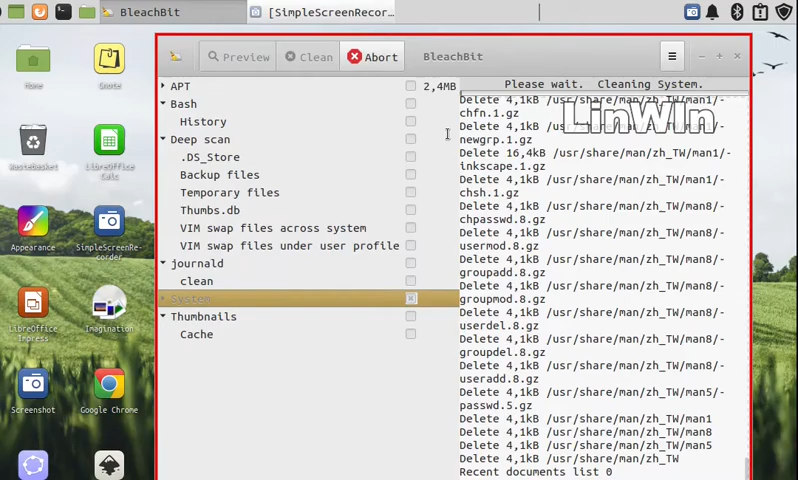 BleachBit
[SimpleScreenRecor…
Preview
Clean
Abort
BleachBit
Home
Gnote
Wastebasket
LibreOffice
Calc
Appearance
SimpleScreenRe-
corder
LibreOffice
Impress
Imagination
Screenshot
Google Chrome
APT
2,4MB
Bash
History
Deep scan
.DS_Store
Backup files
Temporary files
Thumbs.db
VIM swap files across system
VIM swap files under user profile
journald
clean
System
Thumbnails
Cache
Please wait. Cleaning System.
LinWIn
Delete 4,1kB /usr/share/man/zh_TW/man1/-
chfn.1.gz
Delete 4,1kB /usr/share/man/zh_TW/man1/-
newgrp.1.gz
Delete 16,4kB /usr/share/man/zh_TW/man1/-
inkscape.1.gz
Delete 4,1kB /usr/share/man/zh_TW/man1/-
chsh.1.gz
Delete 4,1kB /usr/share/man/zh_TW/man8/-
chpasswd.8.gz
Delete 4,1kB /usr/share/man/zh_TW/man8/-
usermod.8.gz
Delete 4,1kB /usr/share/man/zh_TW/man8/-
groupadd.8.gz
Delete 4,1kB /usr/share/man/zh_TW/man8/-
groupmod.8.gz
Delete 4,1kB /usr/share/man/zh_TW/man8/-
userdel.8.gz
Delete 4,1kB /usr/share/man/zh_TW/man8/-
groupdel.8.gz
Delete 4,1kB /usr/share/man/zh_TW/man8/-
useradd.8.gz
Delete 4,1kB /usr/share/man/zh_TW/man5/-
passwd.5.gz
Delete 4,1kB /usr/share/man/zh_TW/man1
Delete 4,1kB /usr/share/man/zh_TW/man8
Delete 4,1kB /usr/share/man/zh_TW/man5
Delete 4,1kB /usr/share/man/zh_TW
Recent documents list 0